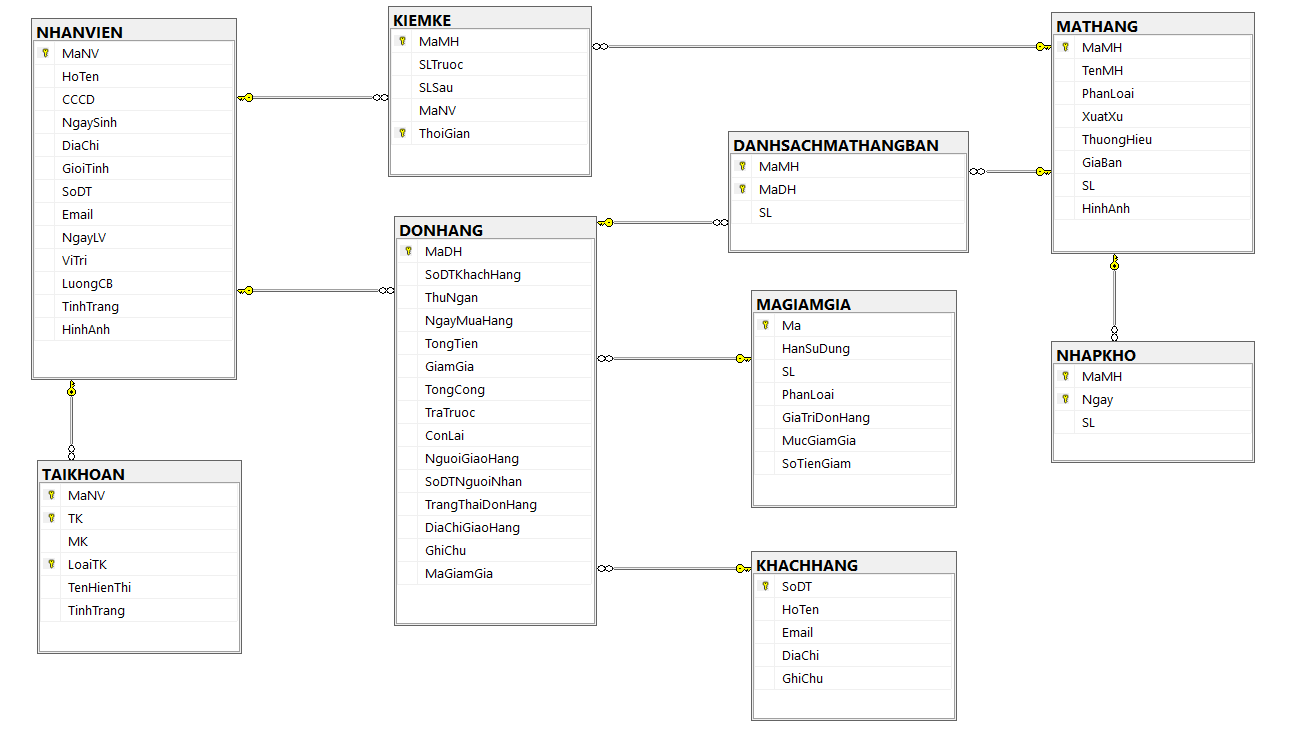 NHANVIEN
MaNV
HoTen
CCCD
NgaySinh
DiaChi
GioiTinh
SoDT
Email
NgayLV
ViTri
LuongCB
TinhTrang
HinhAnh
KIEMKE
MaMH
SLTruoc
SLSau
MaNV
ThoiGian
MATHANG
MaMH
TenMH
PhanLoai
XuatXu
ThuongHieu
GiaBan
SL
HinhAnh
DANHSACHMATHANGBAN
MaMH
MaDH
SL
DONHANG
MaDH
SoDTKhachHang
ThuNgan
NgayMuaHang
TongTien
GiamGia
TongCong
TraTruoc
ConLai
NguoiGiaoHang
SoDTNguoiNhan
TrangThaiDonHang
DiaChiGiaoHang
GhiChu
MaGiamGia
MAGIAMGIA
Ma
HanSuDung
SL
PhanLoai
GiaTriDonHang
MucGiamGia
SoTienGiam
NHAPKHO
MaMH
Ngay
SL
TAIKHOAN
MaNV
TK
MK
LoaiTK
TenHienThi
TinhTrang
KHACHHANG
SoDT
HoTen
Email
DiaChi
GhiChu